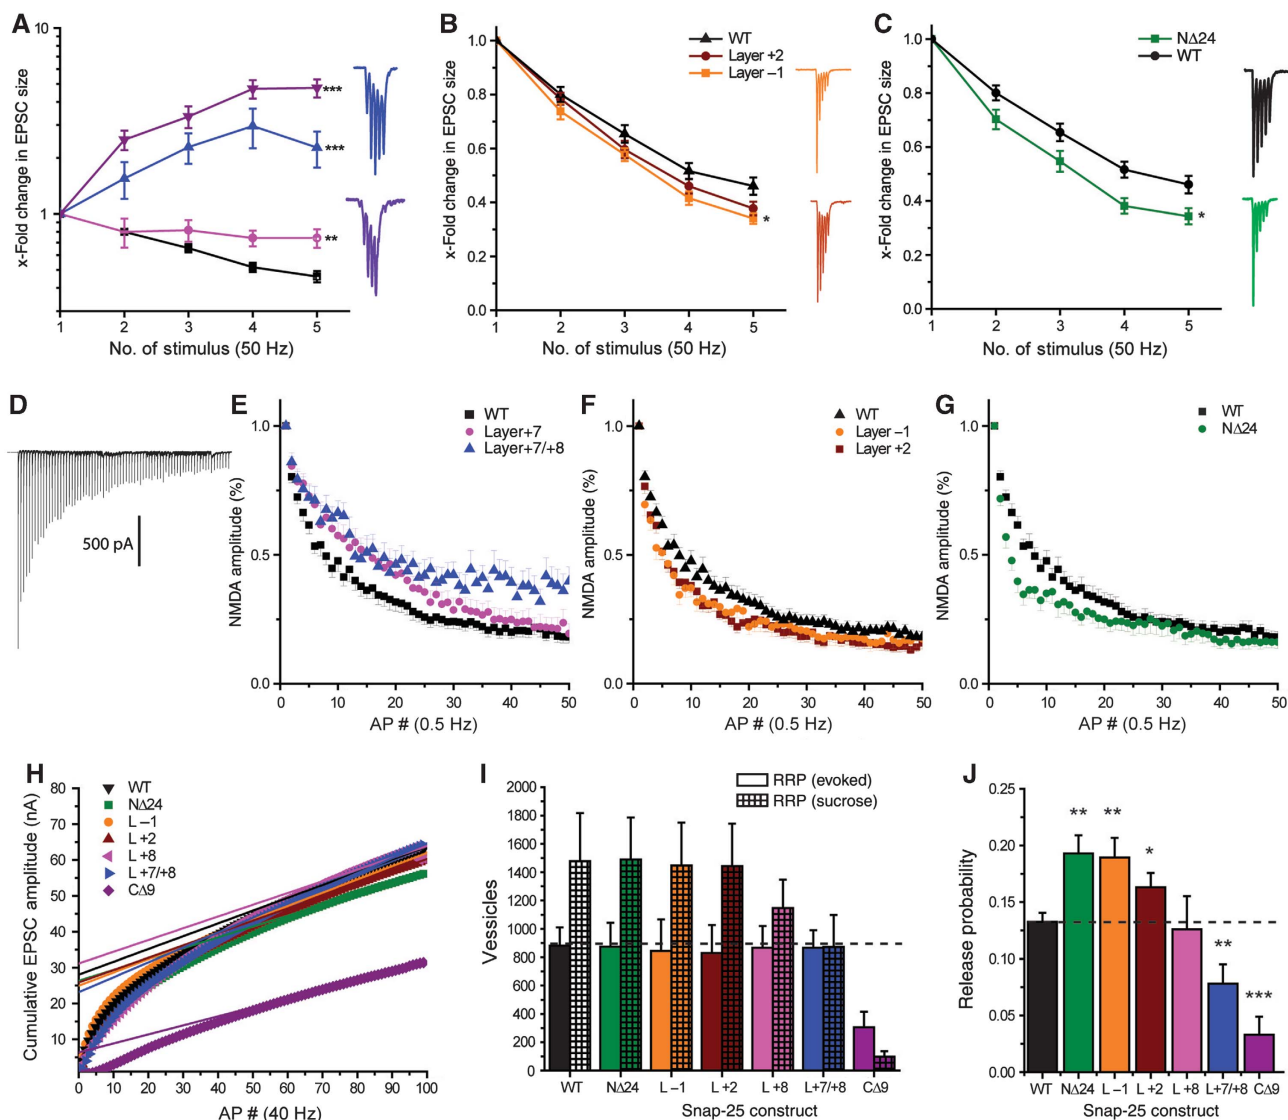 A
10
1
x-Fold change in EPSC size
***
***
**
1 2 3 4 5
No. of stimulus (50 Hz)
B
1.0
0.8
0.6
0.4
0.2
0.0
x-Fold change in EPSC size
WT
Layer +2
Layer –1
*
1 2 3 4 5
No. of stimulus (50 Hz)
C
1.0
0.8
0.6
0.4
0.2
0.0
x-Fold change in EPSC size
NΔ24
WT
*
1 2 3 4 5
No. of stimulus (50 Hz)
D
500 pA
E
1.0
0.5
0.0
NMDA amplitude (%)
WT
Layer+7
Layer+7/+8
0 10 20 30 40 50
AP # (0.5 Hz)
F
1.0
0.5
0.0
NMDA amplitude (%)
WT
Layer –1
Layer +2
0 10 20 30 40 50
AP # (0.5 Hz)
G
1.0
0.5
0.0
NMDA amplitude (%)
WT
NΔ24
0 10 20 30 40 50
AP # (0.5 Hz)
H
80
70
60
50
40
30
20
10
Cumulative EPSC amplitude (nA)
WT
NΔ24
L –1
L +2
L +8
L +7/+8
CΔ9
0 10 20 30 40 50 60 70 80 90 100
AP # (40 Hz)
I
2000
1800
1600
1400
1200
1000
800
600
400
200
0
Vessicles
RRP (evoked)
RRP (sucrose)
WT NΔ24 L –1 L +2 L +8 L+7/+8 CΔ9
Snap-25 construct
J
0.25
0.20
0.15
0.10
0.05
0.00
Release probability
** ** * ** ***
WT NΔ24 L –1 L +2 L +8 L+7/+8 CΔ9
Snap-25 construct